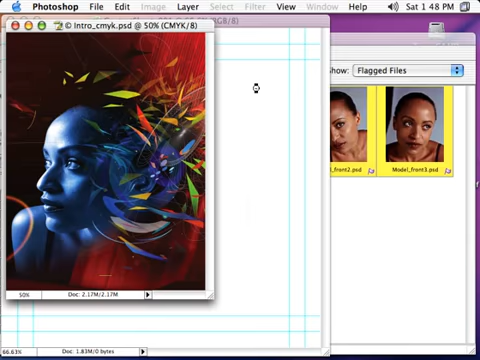 Photoshop File Edit Image Layer Select Filter View Window Help Sat 1:48 PM
© Intro_cmyk.psd @ 50% (CMYK/8)
Show: Flagged Files
_front2.psd Model_front3.psd
50% Doc: 2.17M/2.17M
66.63% Doc: 1.83M/0 bytes